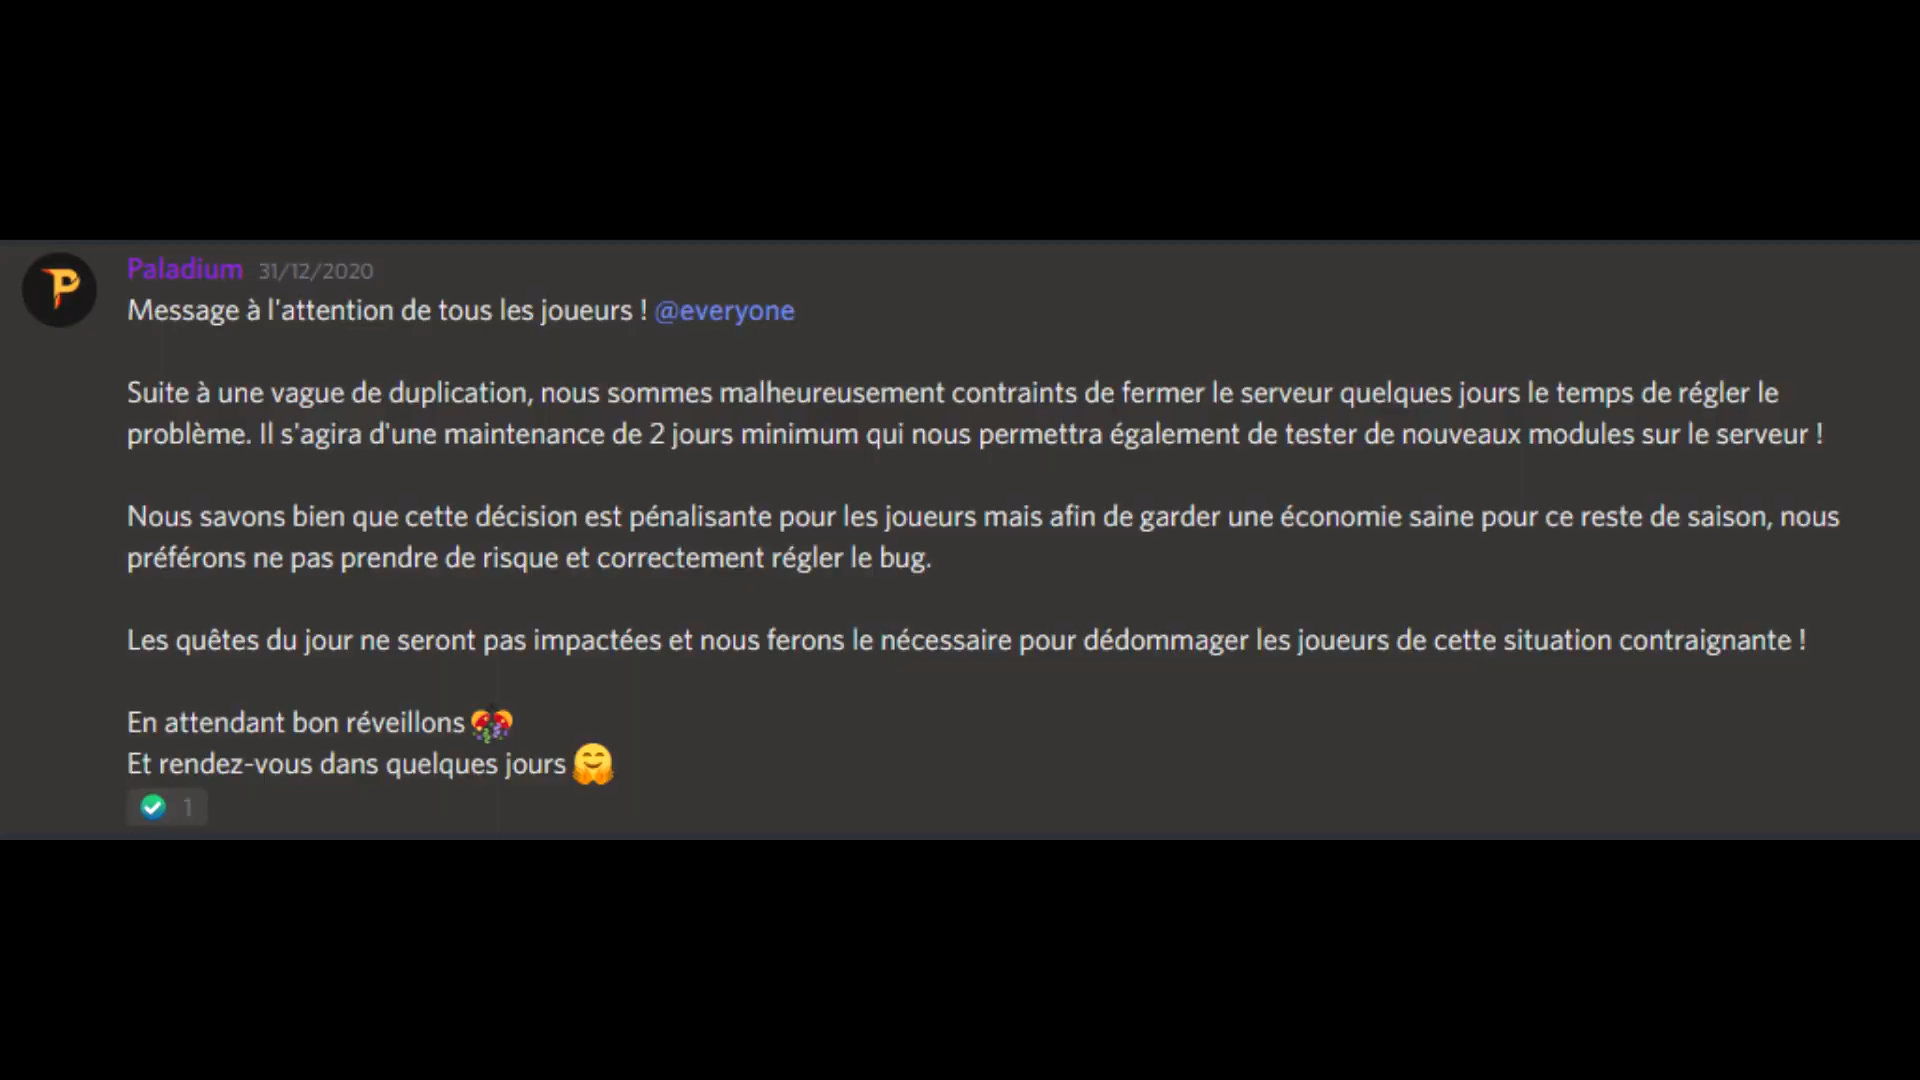 Paladium 31/12/2020
Message à l'attention de tous les joueurs ! @everyone
Suite à une vague de duplication, nous sommes malheureusement contraints de fermer le serveur quelques jours le temps de régler le
problème. Il s'agira d'une maintenance de 2 jours minimum qui nous permettra également de tester de nouveaux modules sur le serveur !
Nous savons bien que cette décision est pénalisante pour les joueurs mais afin de garder une économie saine pour ce reste de saison, nous
préférons ne pas prendre de risque et correctement régler le bug.
Les quêtes du jour ne seront pas impactées et nous ferons le nécessaire pour dédommager les joueurs de cette situation contraignante !
En attendant bon réveillons
Et rendez-vous dans quelques jours
1